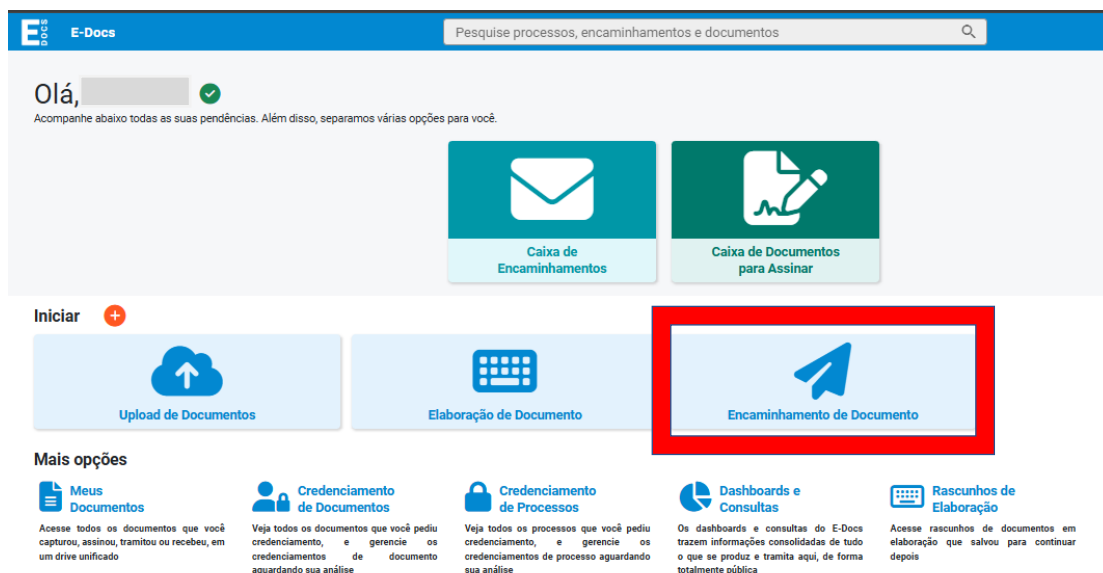 E DOCS E-Docs Pesquise processos, encaminhamentos e documentos
Olá,
Acompanhe abaixo todas as suas pendências. Além disso, separamos várias opções para você.
Caixa de
Encaminhamentos
Caixa de Documentos
para Assinar
Iniciar +
Upload de Documentos
Elaboração de Documento
Encaminhamento de Documento
Mais opções
Meus
Documentos
Acesse todos os documentos que você
capturou, assinou, tramitou ou recebeu, em
um drive unificado
Credenciamento
de Documentos
Veja todos os documentos que você pediu
credenciamento, e gerencie os
credenciamentos de documento
aguardando sua análise
Credenciamento
de Processos
Veja todos os processos que você pediu
credenciamento, e gerencie os
credenciamentos de processo aguardando
sua análise
Dashboards e
Consultas
Os dashboards e consultas do E-Docs
trazem informações consolidadas de tudo
o que se produz e tramita aqui, de forma
totalmente pública
Rascunhos de
Elaboração
Acesse rascunhos de documentos em
elaboração que salvou para continuar
depois